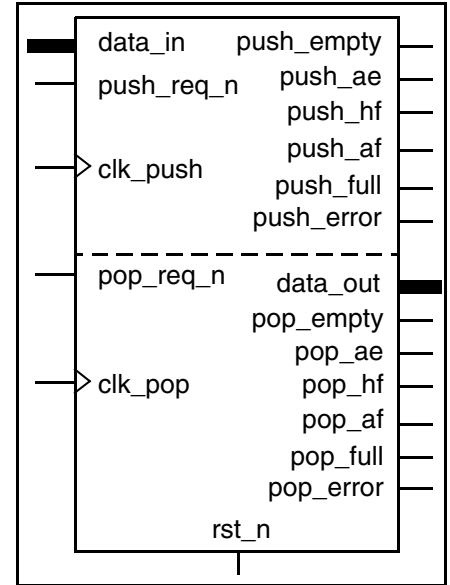 data_in
push_req_n
clk_push
push_empty
push_ae
push_hf
push_af
push_full
push_error
pop_req_n
clk_pop
data_out
pop_empty
pop_ae
pop_hf
pop_af
pop_full
pop_error
rst_n